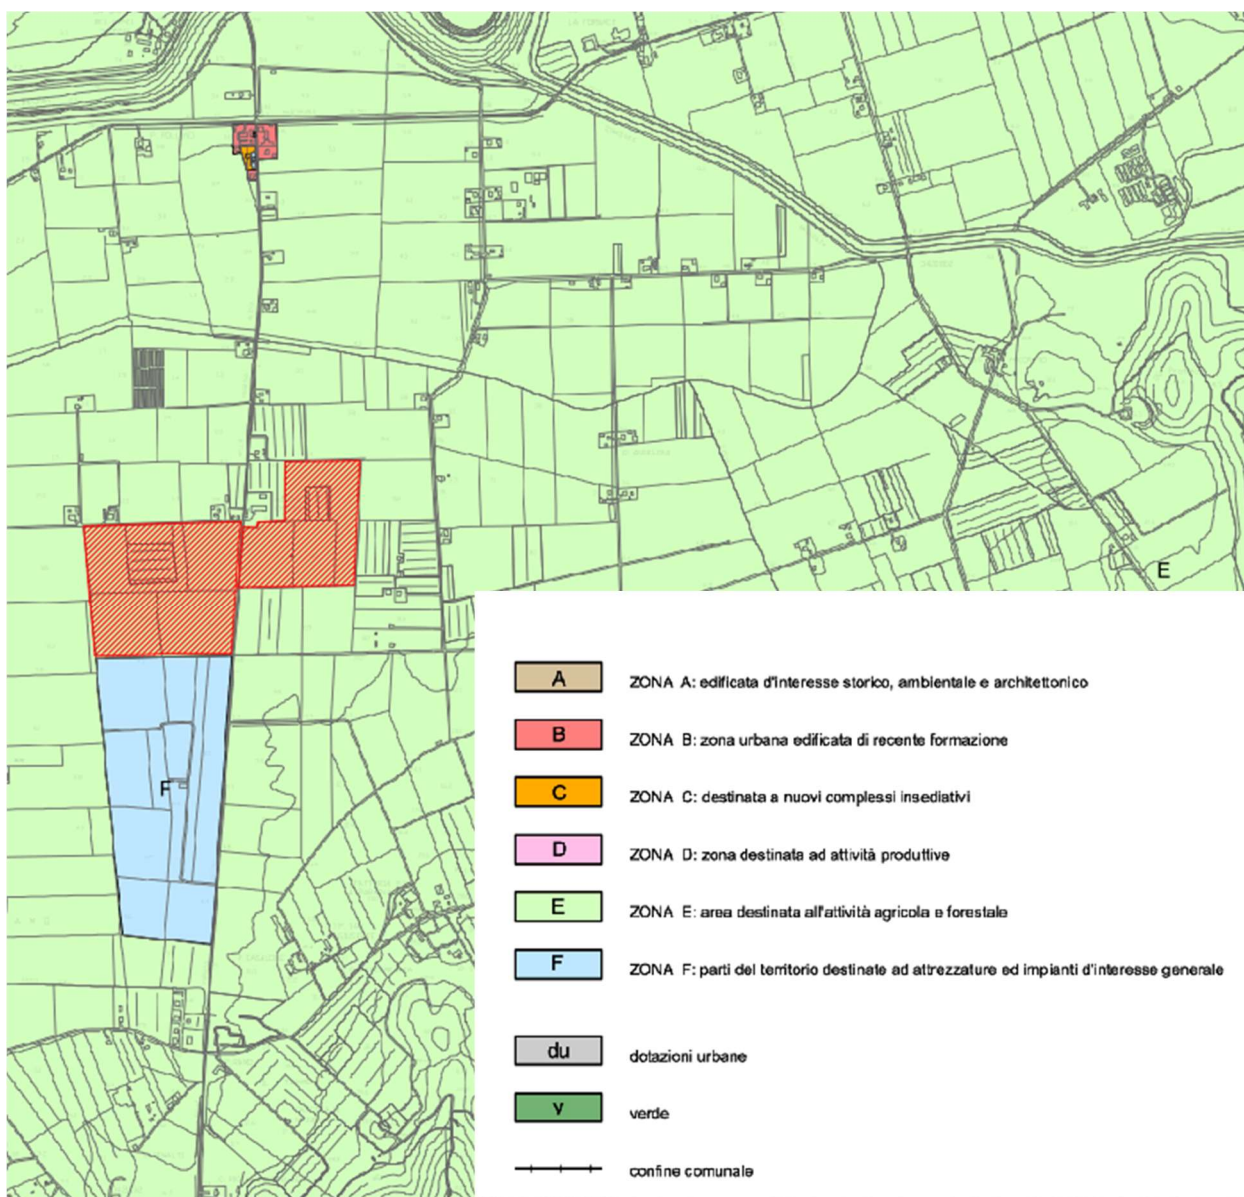 E
F
A ZONA A: edificata d'interesse storico, ambientale e architettonico
B ZONA B: zona urbana edificata di recente formazione
C ZONA C: destinata a nuovi complessi insediativi
D ZONA D: zona destinata ad attività produttive
E ZONA E: area destinata all'attività agricola e forestale
F ZONA F: parti del territorio destinate ad attrezzature ed impianti d'interesse generale
du dotazioni urbane
v verde
confine comunale